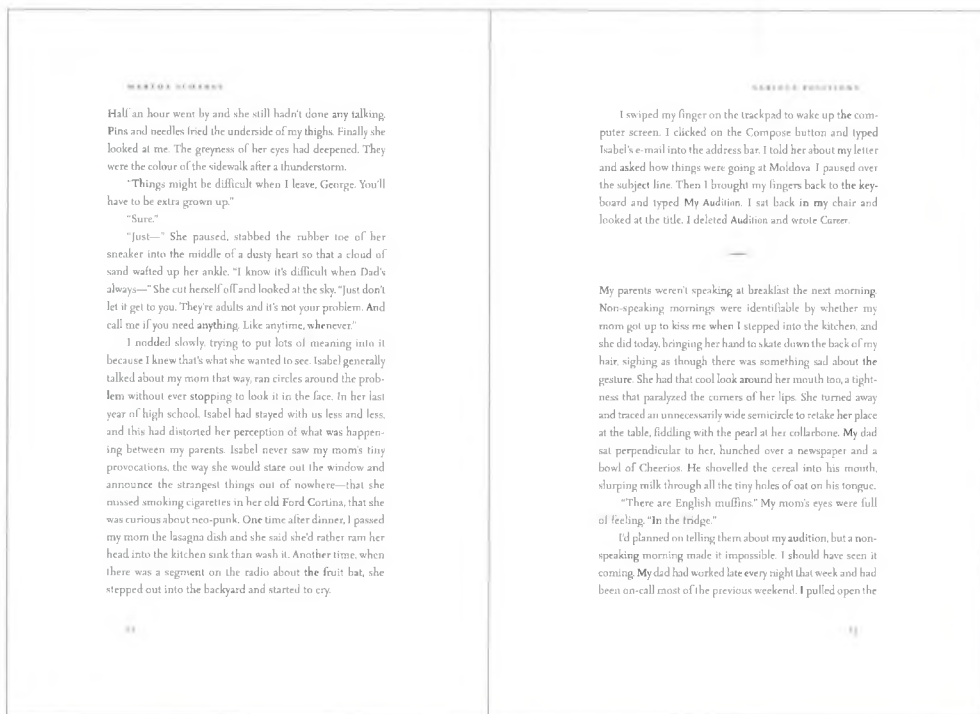 MARTHA SCHABAS
Half an hour went by and she still hadn't done any talking.
Pins and needles fried the underside of my thighs. Finally she
looked at me. The greyness of her eyes had deepened. They
were the colour of the sidewalk after a thunderstorm.
"Things might be difficult when I leave, George. You'll
have to be extra grown up."
"Sure."
"Just—" She paused, stabbed the rubber toe of her
sneaker into the middle of a dusty heart so that a cloud of
sand wafted up her ankle. "I know it's difficult when Dad's
always—" She cut herself off and looked at the sky. "Just don't
let it get to you. They're adults and it's not your problem. And
call me if you need anything. Like anytime, whenever."
I nodded slowly, trying to put lots of meaning into it
because I knew that's what she wanted to see. Isabel generally
talked about my mom that way, ran circles around the prob-
lem without ever stopping to look it in the face. In her last
year of high school, Isabel had stayed with us less and less,
and this had distorted her perception of what was happen-
ing between my parents. Isabel never saw my mom's tiny
provocations, the way she would stare out the window and
announce the strangest things out of nowhere—that she
missed smoking cigarettes in her old Ford Cortina, that she
was curious about neo-punk. One time after dinner, I passed
my mom the lasagna dish and she said she'd rather ram her
head into the kitchen sink than wash it. Another time, when
there was a segment on the radio about the fruit bat, she
stepped out into the backyard and started to cry.
VARIOUS POSITIONS
I swiped my finger on the trackpad to wake up the com-
puter screen. I clicked on the Compose button and typed
Isabel's e-mail into the address bar. I told her about my letter
and asked how things were going at Moldova. I paused over
the subject line. Then I brought my fingers back to the key-
board and typed My Audition. I sat back in my chair and
looked at the title. I deleted Audition and wrote Career.
—
My parents weren't speaking at breakfast the next morning.
Non-speaking mornings were identifiable by whether my
mom got up to kiss me when I stepped into the kitchen, and
she did today, bringing her hand to skate down the back of my
hair, sighing as though there was something sad about the
gesture. She had that cool look around her mouth too, a tight-
ness that paralyzed the corners of her lips. She turned away
and traced an unnecessarily wide semicircle to retake her place
at the table, fiddling with the pearl at her collarbone. My dad
sat perpendicular to her, hunched over a newspaper and a
bowl of Cheerios. He shovelled the cereal into his mouth,
slurping milk through all the tiny holes of oat on his tongue.
"There are English muffins." My mom's eyes were full
of feeling. "In the fridge."
I'd planned on telling them about my audition, but a non-
speaking morning made it impossible. I should have seen it
coming. My dad had worked late every night that week and had
been on-call most of the previous weekend. I pulled open the